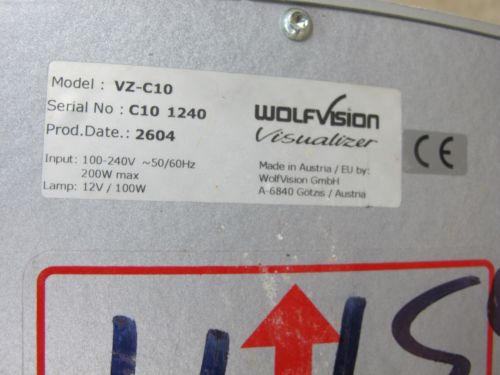 Model : VZ-C10
Serial No : C10 1240
Prod.Date.: 2604
Input: 100-240V ~50/60Hz
200W max
Lamp: 12V / 100W
WOLFVISION
Visualizer
Made in Austria / EU by:
WolfVision GmbH
A-6840 Götzis / Austria
CE